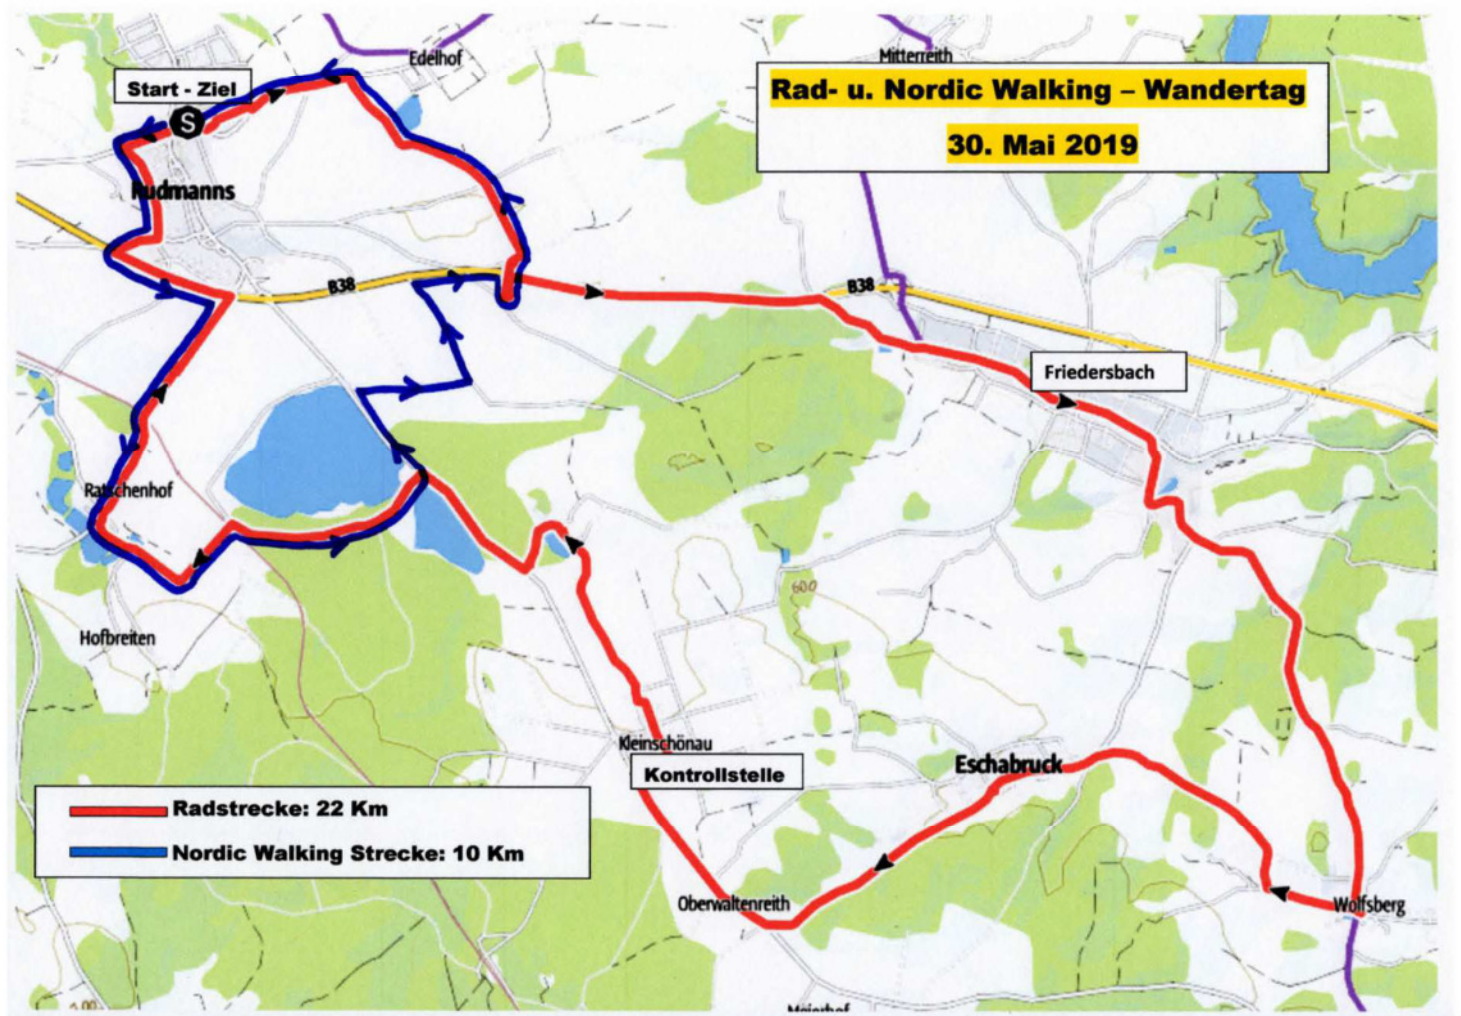 Edelhof
Mitterreith
Start - Ziel
S
Rad- u. Nordic Walking – Wandertag
30. Mai 2019
Rudmanns
B38
B38
Friedersbach
Ratschenhof
600
Hofbreiten
Kleinschönau
Kontrollstelle
Eschabruck
Radstrecke: 22 Km
Nordic Walking Strecke: 10 Km
Oberwaltenreith
Wolfsberg